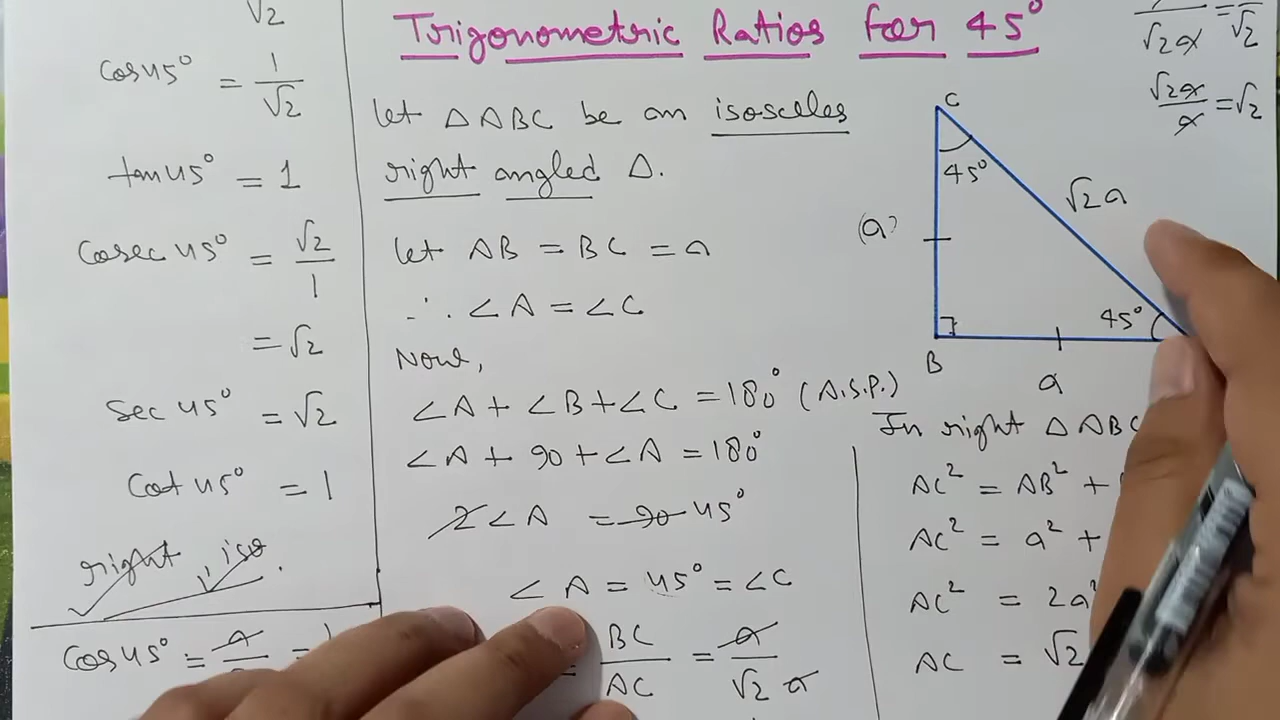 Trigonometric Ratios for 45°
√2
cos 45° = 1/√2
tan 45° = 1
Cosec 45° = √2/1
= √2
sec 45° = √2
Cot 45° = 1
right, iso.
cos 45° = a
let △ABC be an isosceles
right angled △.
let AB = BC = a
∴ ∠A = ∠C
Now,
∠A + ∠B + ∠C = 180° (A.S.P.)
∠A + 90 + ∠A = 180°
2∠A = 90 45°
∠A = 45° = ∠C
= BC/AC = a/√2 a
√2a = √2
√2a/a = √2
C
45°
(a)
√2 a
45°
B
a
In right △ABC
AC² = AB² +
AC² = a² +
AC² = 2a²
AC = √2